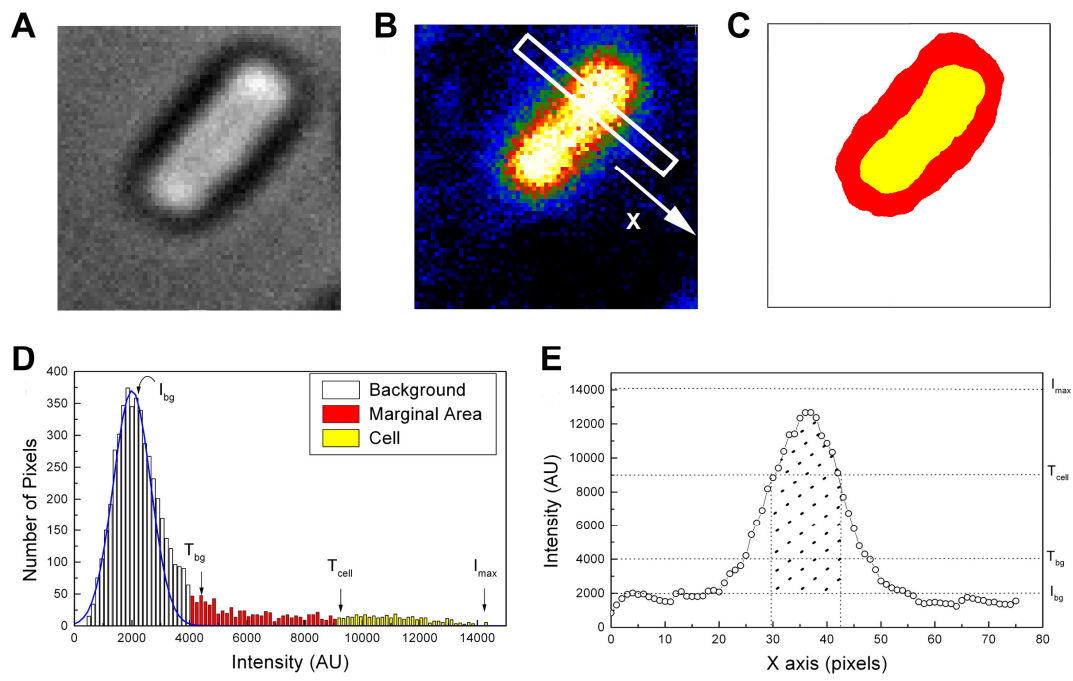 A
B
C
X
D
Number of Pixels
400
350
300
250
200
150
100
50
0
I_bg
Background
Marginal Area
Cell
T_bg
T_cell
I_max
0 2000 4000 6000 8000 10000 12000 14000
Intensity (AU)
E
Intensity (AU)
14000
12000
10000
8000
6000
4000
2000
0
I_max
T_cell
T_bg
I_bg
0 10 20 30 40 50 60 70 80
X axis (pixels)